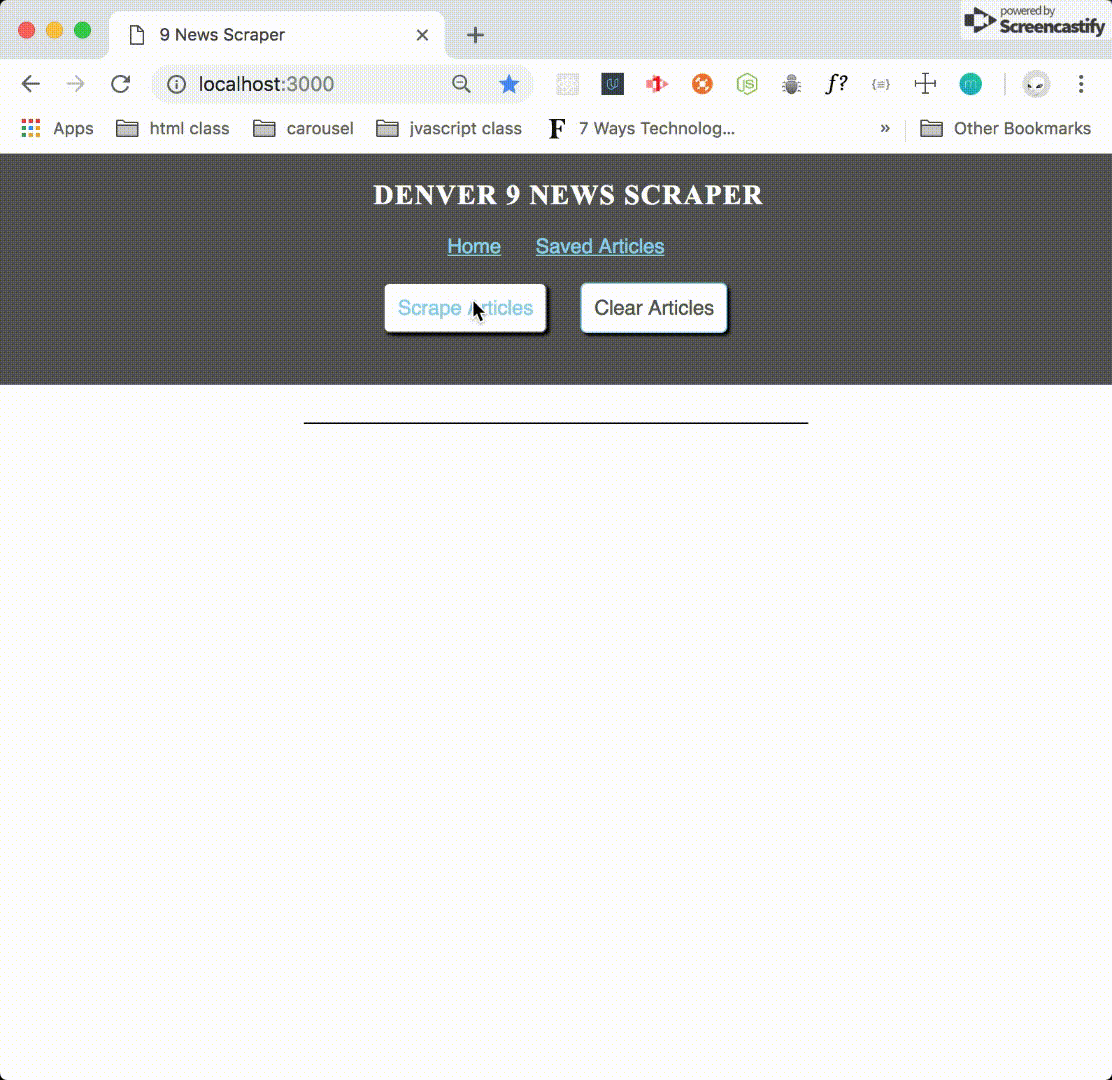 9 News Scraper
powered by
Screencastify
localhost:3000
JS
f?
{≡}
m
Apps html class carousel jvascript class F 7 Ways Technolog... » Other Bookmarks
DENVER 9 NEWS SCRAPER
Home Saved Articles
Scrape Articles Clear Articles